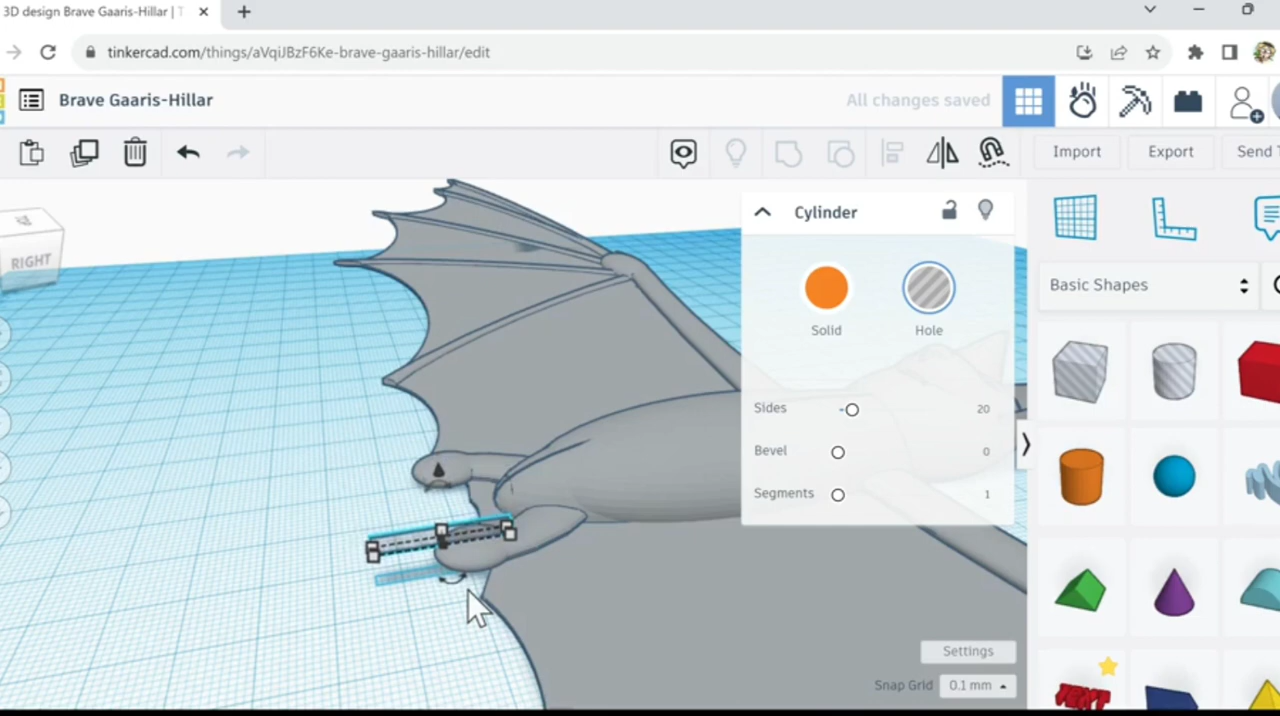 3D design Brave Gaaris-Hillar | T
tinkercad.com/things/aVqiJBzF6Ke-brave-gaaris-hillar/edit
Brave Gaaris-Hillar
All changes saved
Import
Export
Send T
RIGHT
Cylinder
Solid
Hole
Sides
20
Bevel
0
Segments
1
Basic Shapes
TEXT
Settings
Snap Grid
0.1 mm